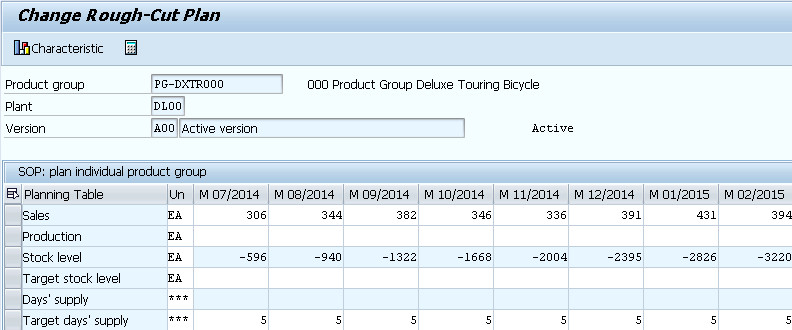 Change Rough-Cut Plan
Characteristic
Product group PG-DXTR000 000 Product Group Deluxe Touring Bicycle
Plant DL00
Version A00 Active version Active
SOP: plan individual product group
Planning Table Un M 07/2014 M 08/2014 M 09/2014 M 10/2014 M 11/2014 M 12/2014 M 01/2015 M 02/2015
Sales EA 306 344 382 346 336 391 431 394
Production EA
Stock level EA -596 -940 -1322 -1668 -2004 -2395 -2826 -3220
Target stock level EA
Days' supply ***
Target days' supply *** 5 5 5 5 5 5 5 5